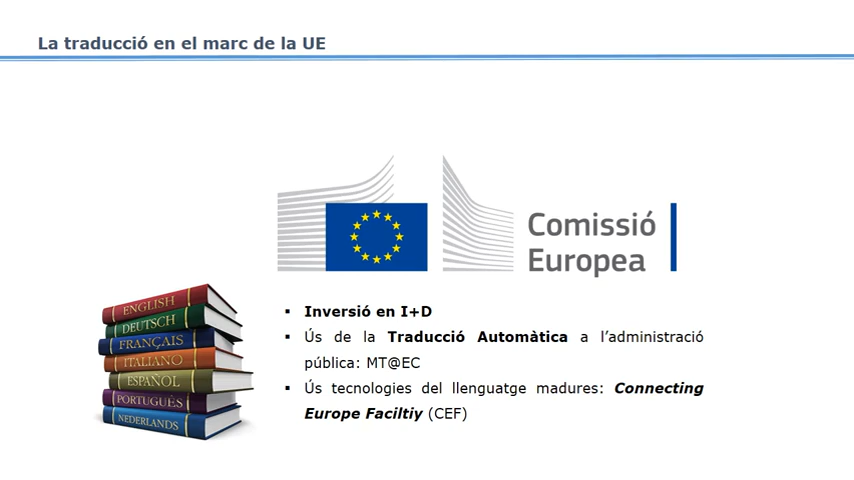 La traducció en el marc de la UE
Comissió
Europea
ENGLISH
DEUTSCH
FRANÇAIS
ITALIANO
ESPAÑOL
PORTUGUÊS
NEDERLANDS
▪ Inversió en I+D
▪ Ús de la Traducció Automàtica a l’administració
pública: MT@EC
▪ Ús tecnologies del llenguatge madures: Connecting
Europe Faciltiy (CEF)